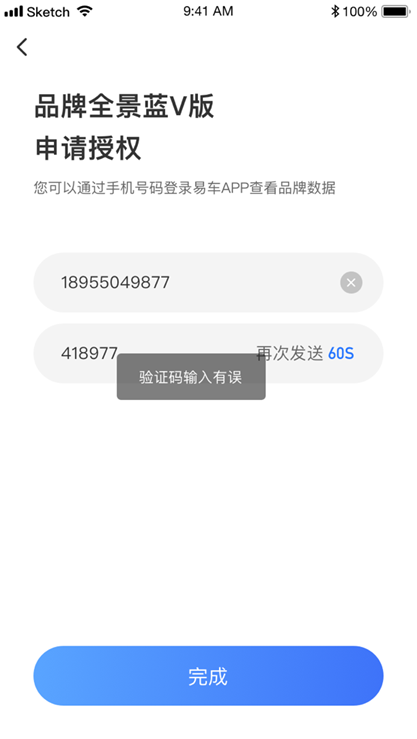 Sketch 9:41 AM 100%
品牌全景蓝V版
申请授权
您可以通过手机号码登录易车APP查看品牌数据
18955049877
418977 再次发送 60S
验证码输入有误
完成